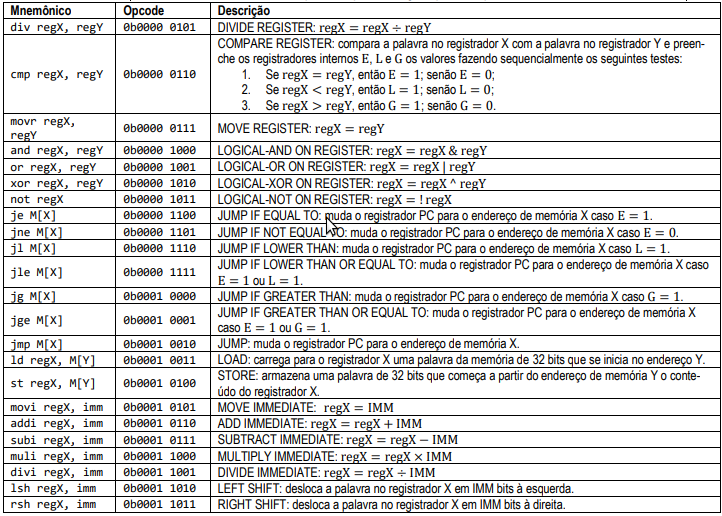 Mnemônico Opcode Descrição
div regX, regY 0b0000 0101 DIVIDE REGISTER: regX = regX ÷ regY
COMPARE REGISTER: compara a palavra no registrador X com a palavra no registrador Y e preen-
che os registradores internos E, L e G os valores fazendo sequencialmente os seguintes testes:
cmp regX, regY 0b0000 0110 1. Se regX = regY, então E = 1; senão E = 0;
2. Se regX < regY, então L = 1; senão L = 0;
3. Se regX > regY, então G = 1; senão G = 0.
movr regX,
regY 0b0000 0111 MOVE REGISTER: regX = regY
and regX, regY 0b0000 1000 LOGICAL-AND ON REGISTER: regX = regX & regY
or regX, regY 0b0000 1001 LOGICAL-OR ON REGISTER: regX = regX | regY
xor regX, regY 0b0000 1010 LOGICAL-XOR ON REGISTER: regX = regX ^ regY
not regX 0b0000 1011 LOGICAL-NOT ON REGISTER: regX = ! regX
je M[X] 0b0000 1100 JUMP IF EQUAL TO: muda o registrador PC para o endereço de memória X caso E = 1.
jne M[X] 0b0000 1101 JUMP IF NOT EQUAL TO: muda o registrador PC para o endereço de memória X caso E = 0.
jl M[X] 0b0000 1110 JUMP IF LOWER THAN: muda o registrador PC para o endereço de memória X caso L = 1.
jle M[X] 0b0000 1111 JUMP IF LOWER THAN OR EQUAL TO: muda o registrador PC para o endereço de memória X caso
E = 1 ou L = 1.
jg M[X] 0b0001 0000 JUMP IF GREATER THAN: muda o registrador PC para o endereço de memória X caso G = 1.
jge M[X] 0b0001 0001 JUMP IF GREATER THAN OR EQUAL TO: muda o registrador PC para o endereço de memória X
caso E = 1 ou G = 1.
jmp M[X] 0b0001 0010 JUMP: muda o registrador PC para o endereço de memória X.
ld regX, M[Y] 0b0001 0011 LOAD: carrega para o registrador X uma palavra da memória de 32 bits que se inicia no endereço Y.
st regX, M[Y] 0b0001 0100 STORE: armazena uma palavra de 32 bits que começa a partir do endereço de memória Y o conte-
údo do registrador X.
movi regX, imm 0b0001 0101 MOVE IMMEDIATE: regX = IMM
addi regX, imm 0b0001 0110 ADD IMMEDIATE: regX = regX + IMM
subi regX, imm 0b0001 0111 SUBTRACT IMMEDIATE: regX = regX − IMM
muli regX, imm 0b0001 1000 MULTIPLY IMMEDIATE: regX = regX × IMM
divi regX, imm 0b0001 1001 DIVIDE IMMEDIATE: regX = regX ÷ IMM
lsh regX, imm 0b0001 1010 LEFT SHIFT: desloca a palavra no registrador X em IMM bits à esquerda.
rsh regX, imm 0b0001 1011 RIGHT SHIFT: desloca a palavra no registrador X em IMM bits à direita.